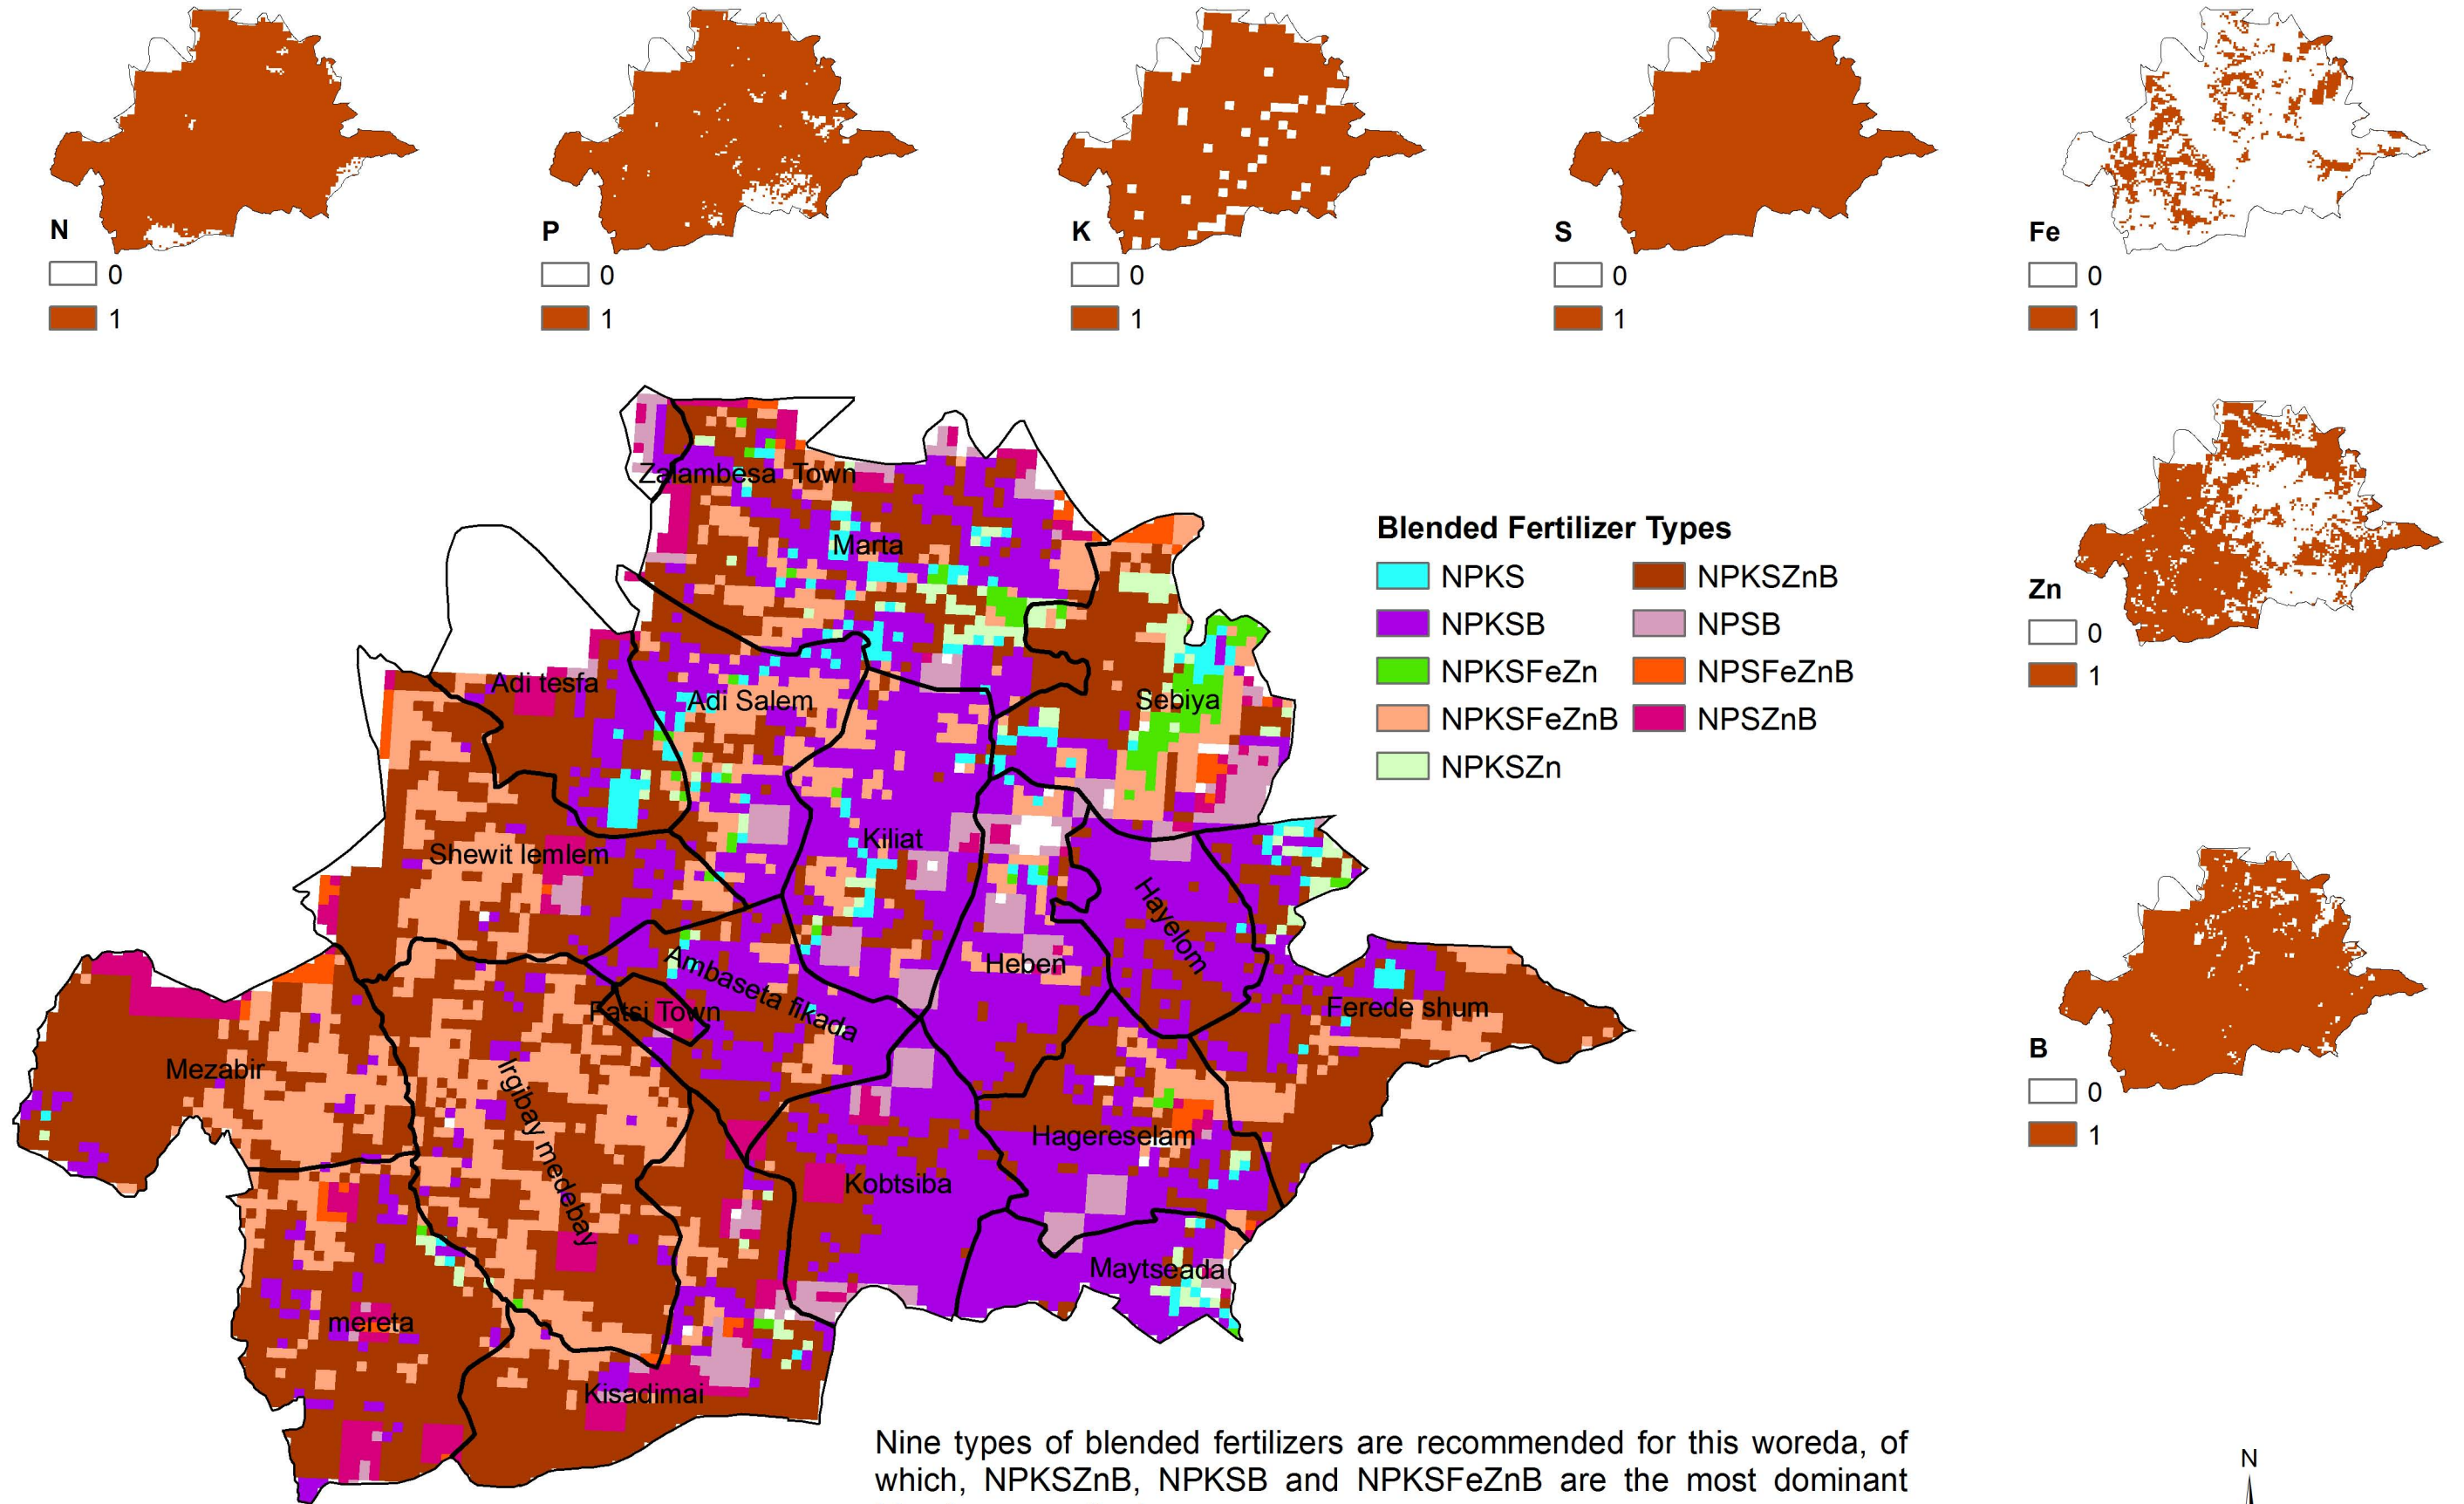 N
0
1
P
0
1
K
0
1
S
0
1
Fe
0
1
Zn
0
1
B
0
1
Blended Fertilizer Types
NPKS
NPKSB
NPKSFeZn
NPKSFeZnB
NPKSZn
NPKSZnB
NPSB
NPSFeZnB
NPSZnB
Zalambesa Town
Marta
Adi tesfa
Adi Salem
Sebiya
Kiliat
Shewit lemlem
Hayelom
Heben
Ambaseta fikada
Fatsi Town
Ferede shum
Mezabir
Irgibay medebay
Hagereselam
Kobtsiba
Maytseada
mereta
Kisadimai
Nine types of blended fertilizers are recommended for this woreda, of
which, NPKSZnB, NPKSB and NPKSFeZnB are the most dominant
N